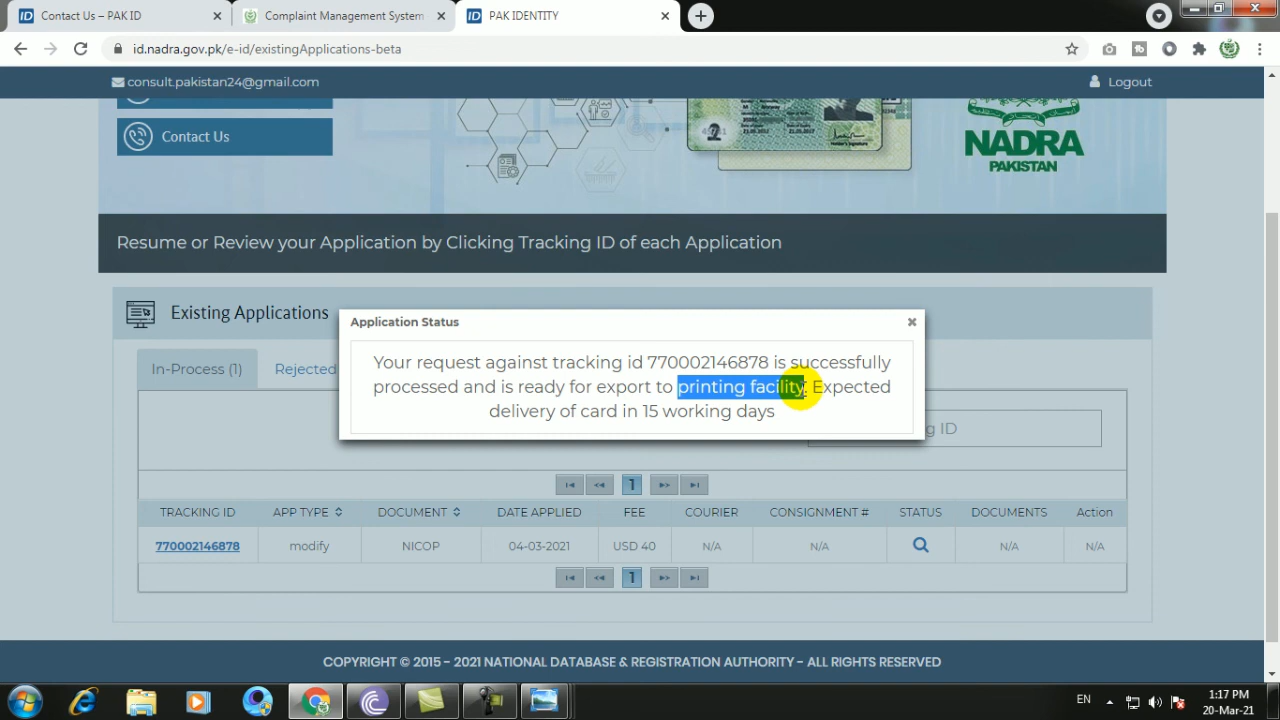 Contact Us – PAK ID
Complaint Management System
PAK IDENTITY
id.nadra.gov.pk/e-id/existingApplications-beta
consult.pakistan24@gmail.com
Logout
Contact Us
NADRA
PAKISTAN
Resume or Review your Application by Clicking Tracking ID of each Application
Existing Applications
Application Status
Your request against tracking id 770002146878 is successfully
processed and is ready for export to printing facility. Expected
delivery of card in 15 working days
In-Process (1)
Rejected
ID
1
TRACKING ID APP TYPE DOCUMENT DATE APPLIED FEE COURIER CONSIGNMENT # STATUS DOCUMENTS Action
770002146878 modify NICOP 04-03-2021 USD 40 N/A N/A N/A N/A
1
COPYRIGHT © 2015 - 2021 NATIONAL DATABASE & REGISTRATION AUTHORITY - ALL RIGHTS RESERVED
EN
1:17 PM
20-Mar-21